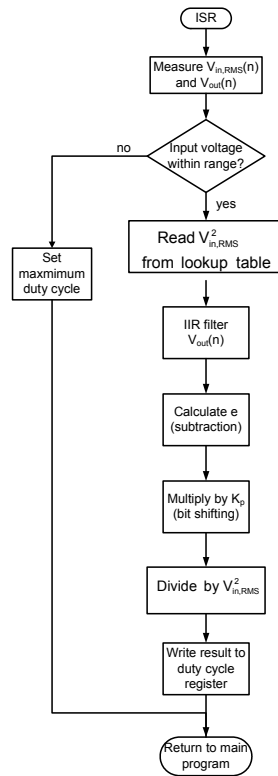 ISR
Measure V_in,RMS(n)
and V_out(n)
Input voltage
within range?
no
yes
Read V²_in,RMS
from lookup table
Set
maxmimum
duty cycle
IIR filter
V_out(n)
Calculate e
(subtraction)
Multiply by K_p
(bit shifting)
Divide by V²_in,RMS
Write result to
duty cycle
register
Return to main
program